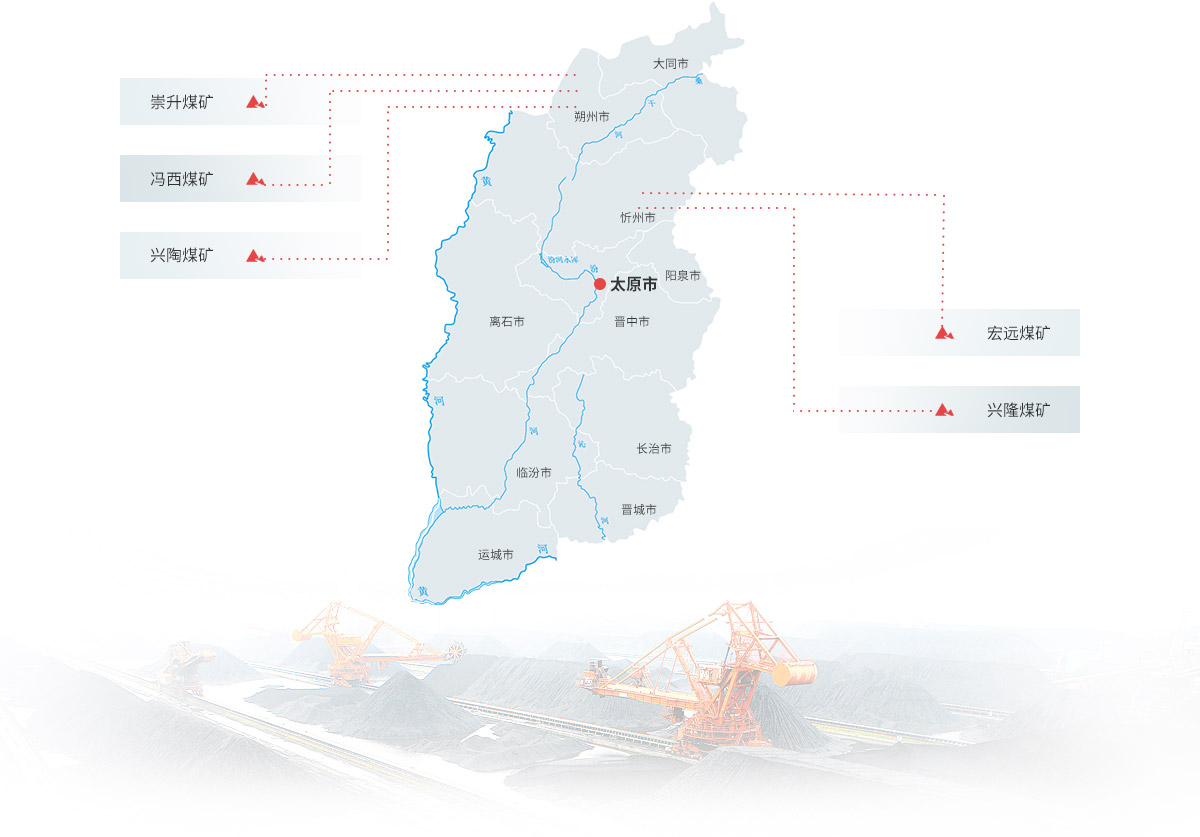 大同市
桑
崇升煤矿
干
朔州市
河
冯西煤矿
黄
忻州市
兴陶煤矿
汾河水库
汾
阳泉市
太原市
离石市
晋中市
宏远煤矿
河
兴隆煤矿
河
沁
长治市
临汾市
晋城市
河
运城市
河
黄